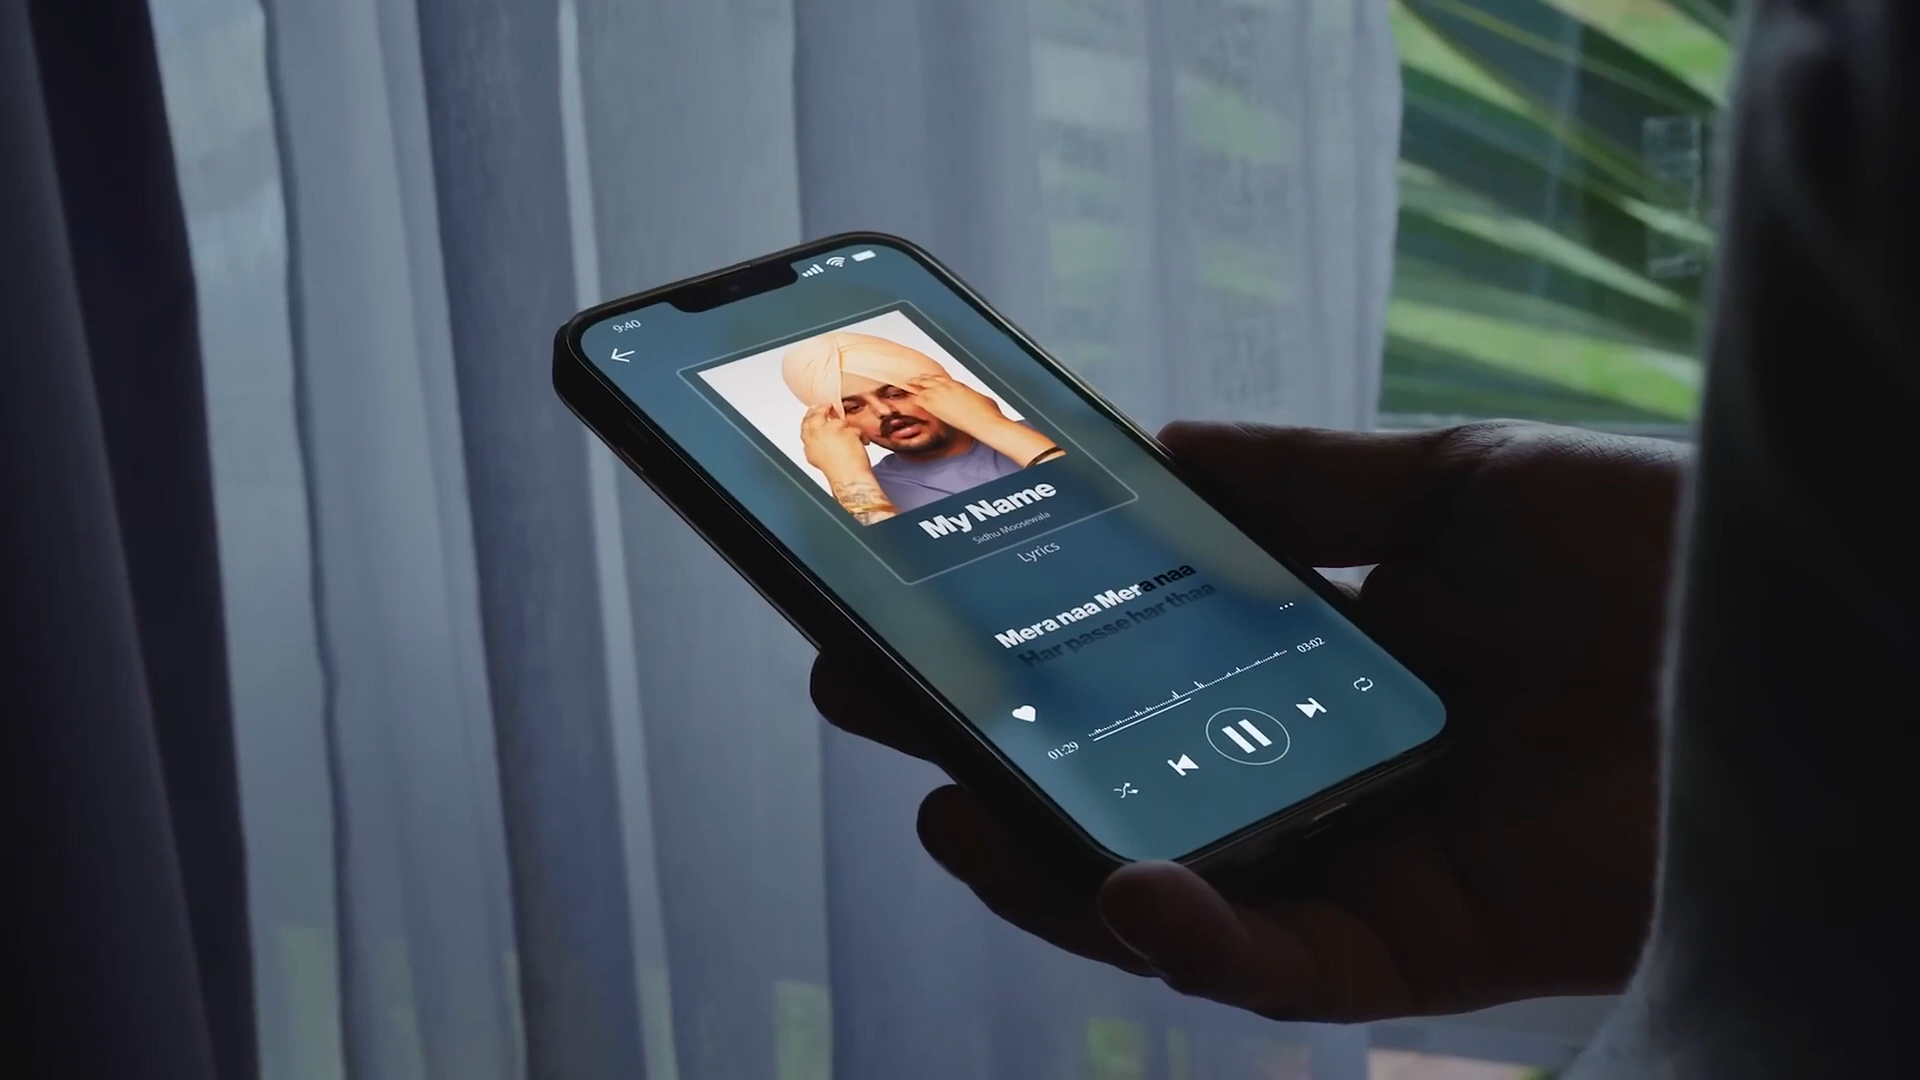 9:40
My Name
Sidhu Moosewala
Lyrics
Mera naa Mera naa
Har passe har thaa
01:29
03:02